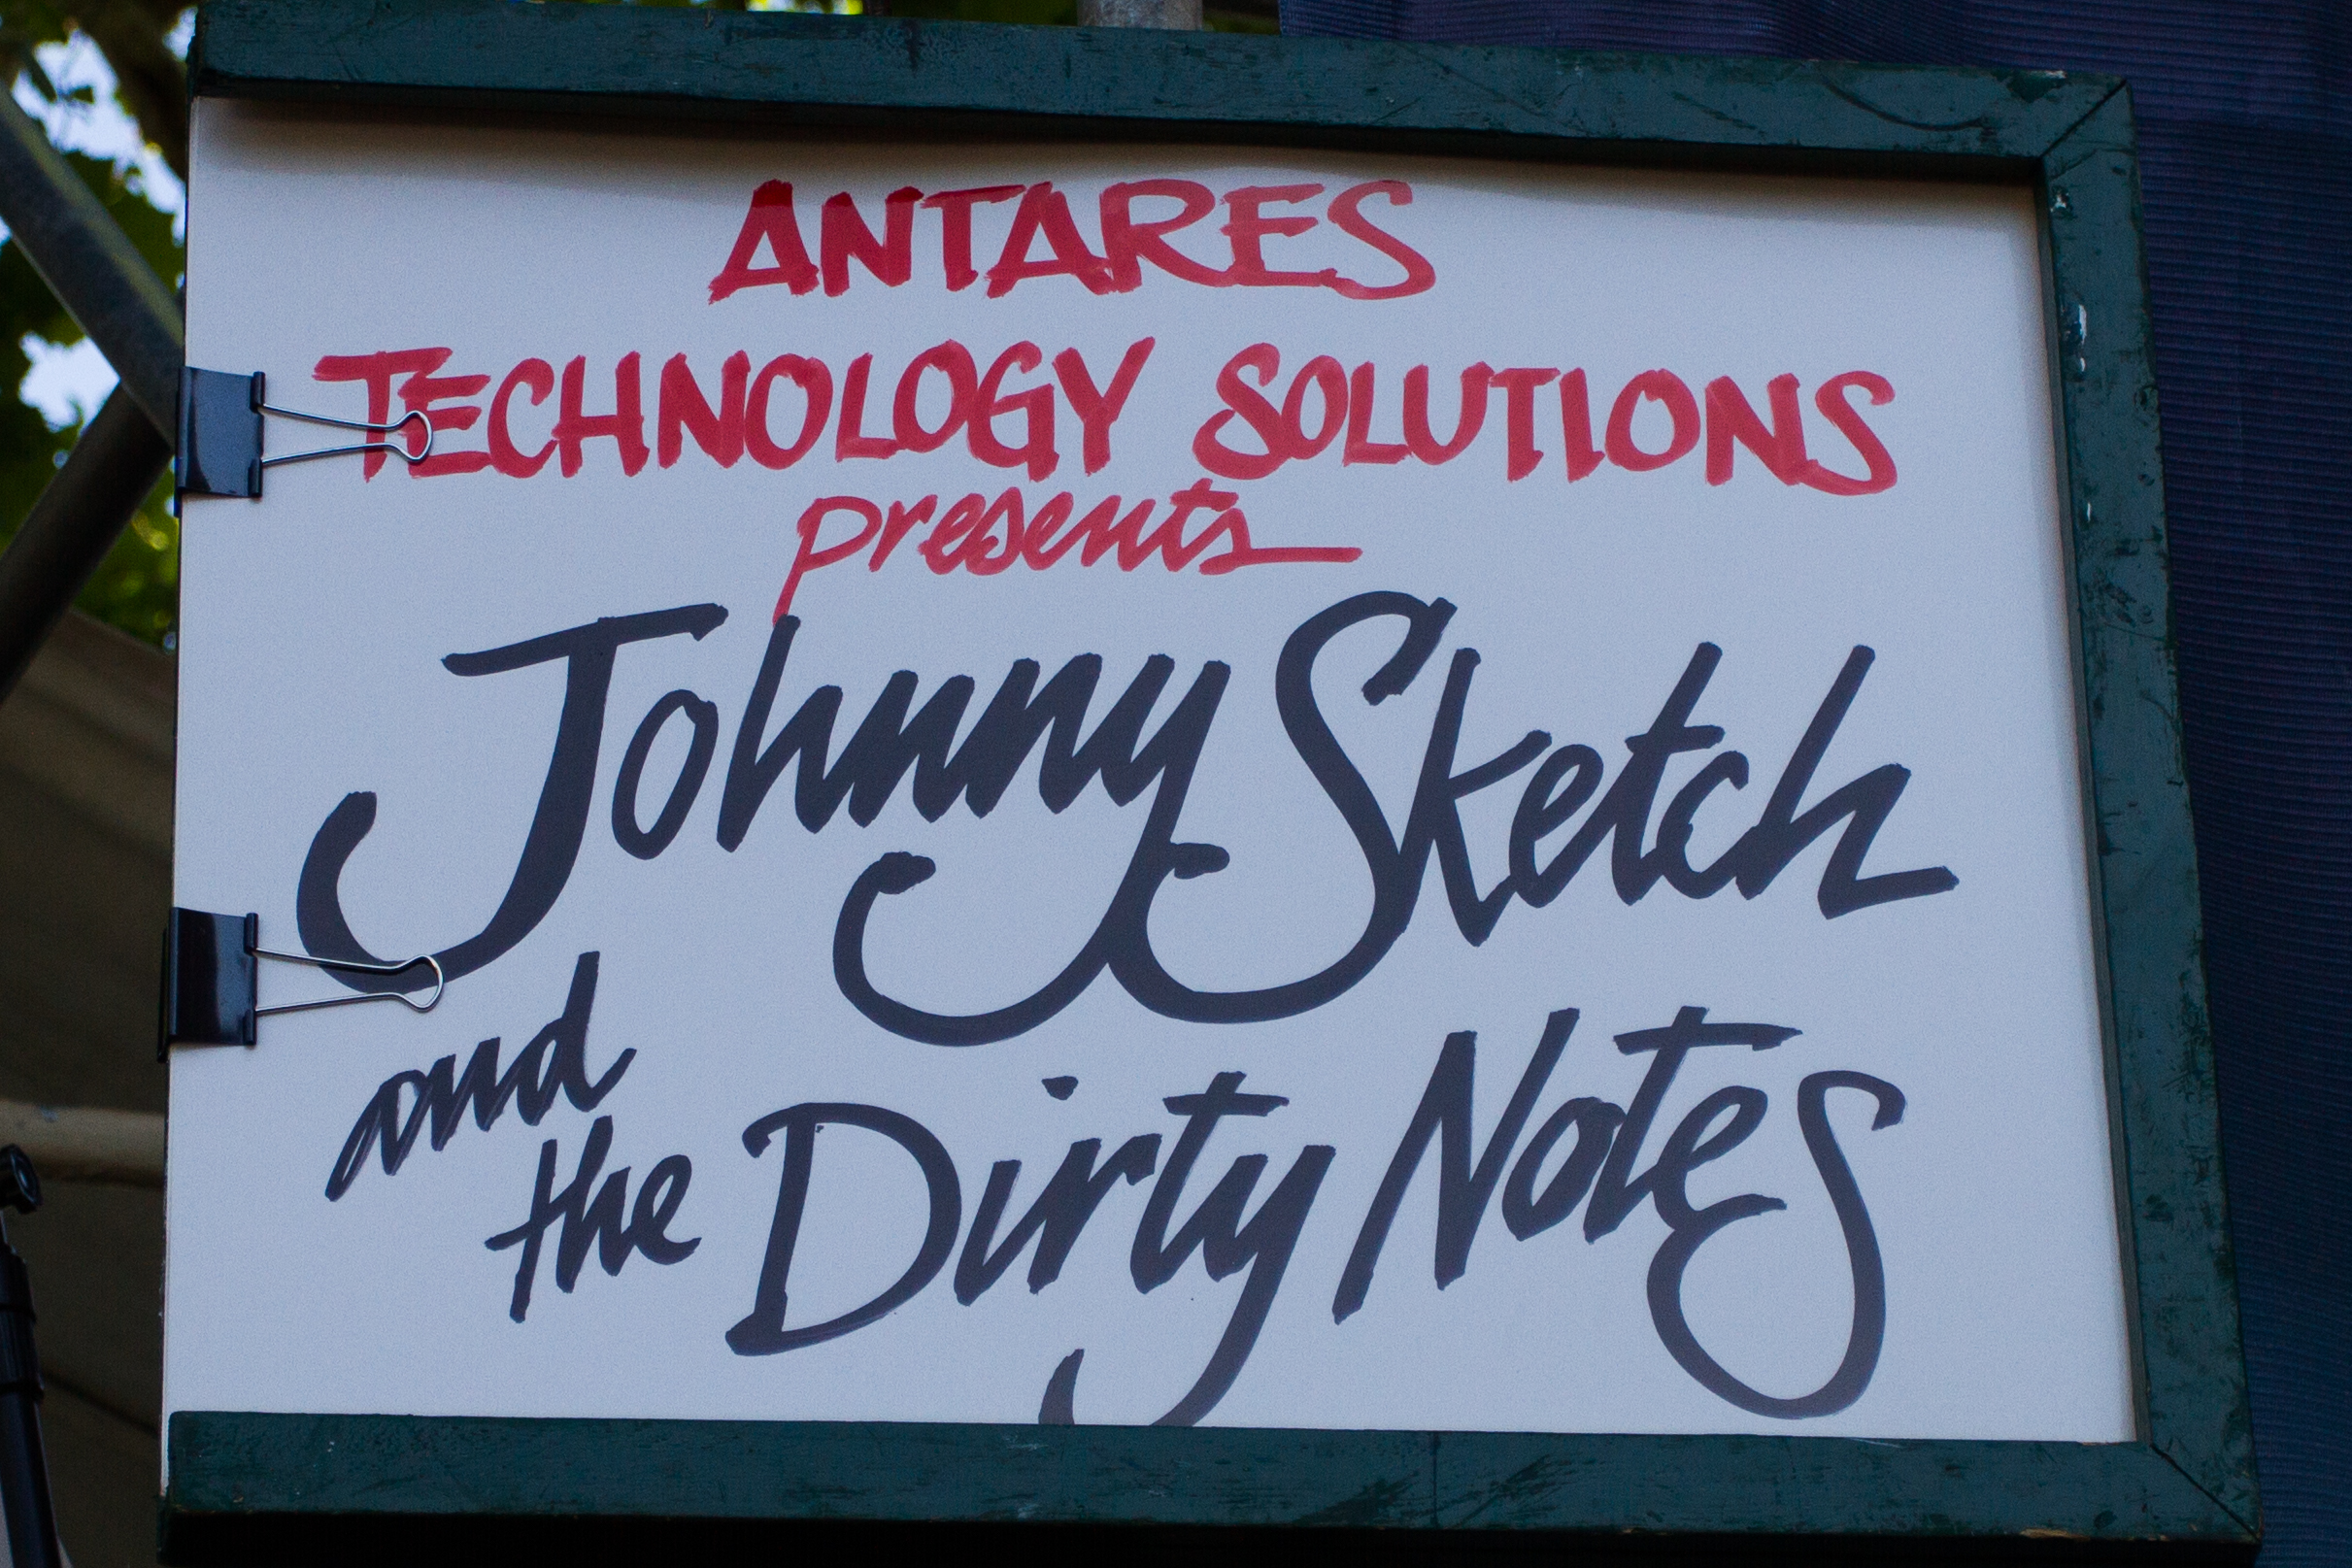 ANTARES
TECHNOLOGY SOLUTIONS
presents
Johnny Sketch
and
the Dirty Notes